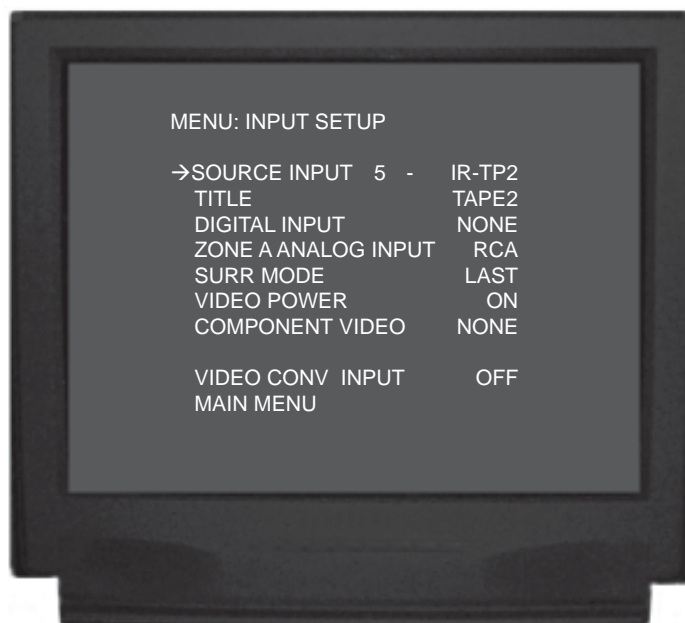 MENU: INPUT SETUP
→SOURCE INPUT 5 - IR-TP2
TITLE TAPE2
DIGITAL INPUT NONE
ZONE A ANALOG INPUT RCA
SURR MODE LAST
VIDEO POWER ON
COMPONENT VIDEO NONE
VIDEO CONV INPUT OFF
MAIN MENU